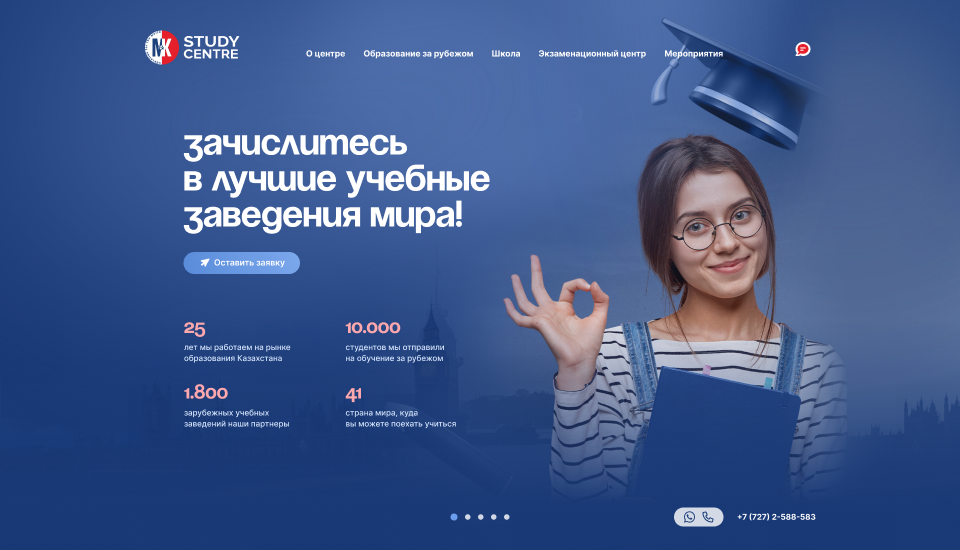 MK
STUDY
CENTRE
О центре
Образование за рубежом
Школа
Экзаменационный центр
Мероприятия
зачислитесь
в лучшие учебные
заведения мира!
Оставить заявку
25
лет мы работаем на рынке
образования Казахстана
10.000
студентов мы отправили
на обучение за рубежом
1.800
зарубежных учебных
заведений наши партнеры
41
страна мира, куда
вы можете поехать учиться
+7 (727) 2-588-583